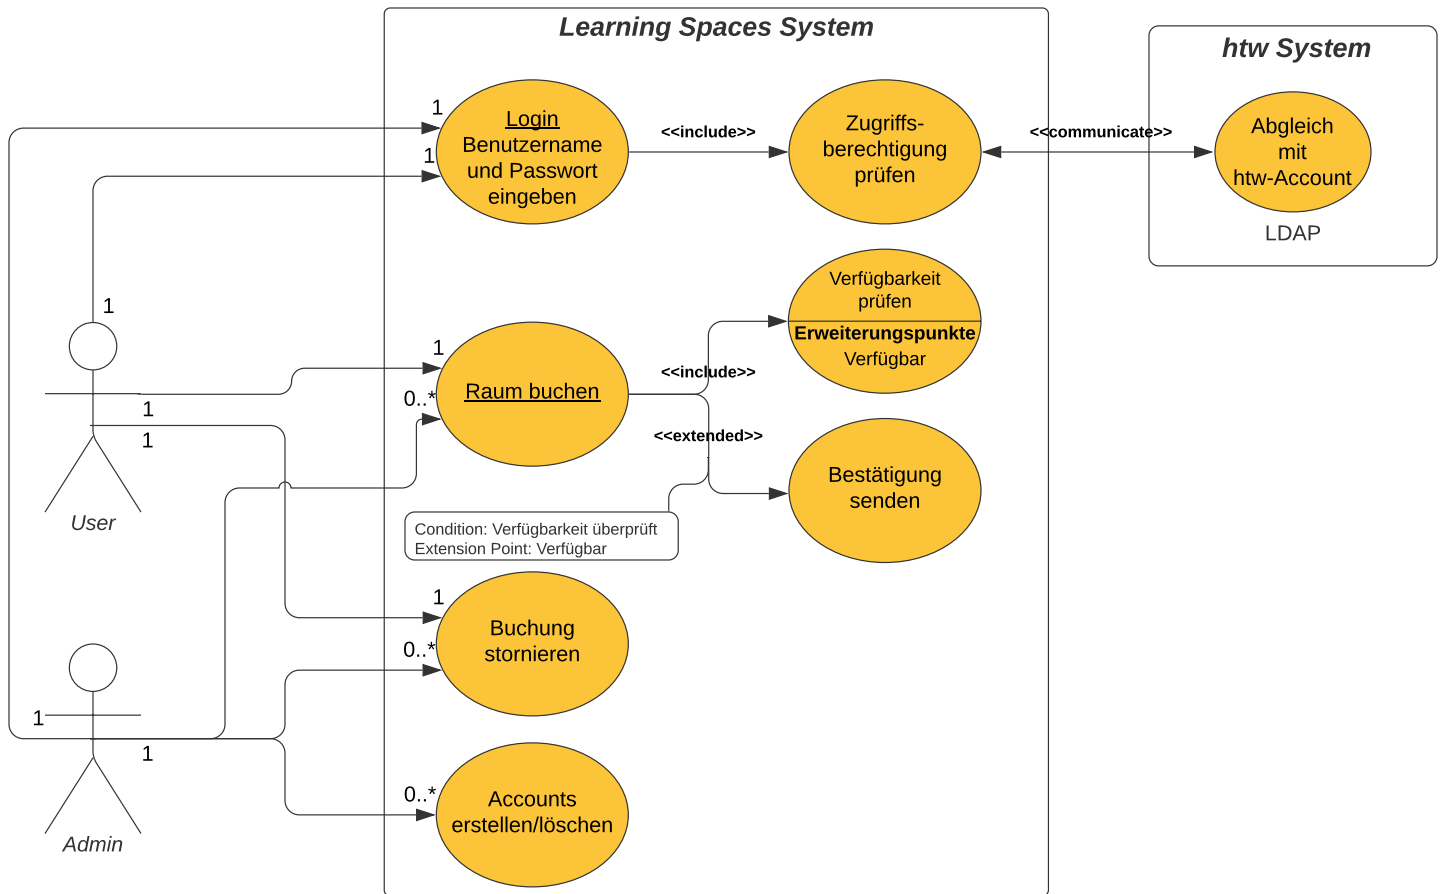 Learning Spaces System
htw System
1
Login
Benutzername
und Passwort
eingeben
1
<<include>>
Zugriffs-
berechtigung
prüfen
<<communicate>>
Abgleich
mit
htw-Account
LDAP
1
User
1
1
1
0..*
Raum buchen
<<include>>
Verfügbarkeit
prüfen
Erweiterungspunkte
Verfügbar
<<extended>>
Bestätigung
senden
Condition: Verfügbarkeit überprüft
Extension Point: Verfügbar
1
0..*
Buchung
stornieren
1
1
Admin
0..*
Accounts
erstellen/löschen